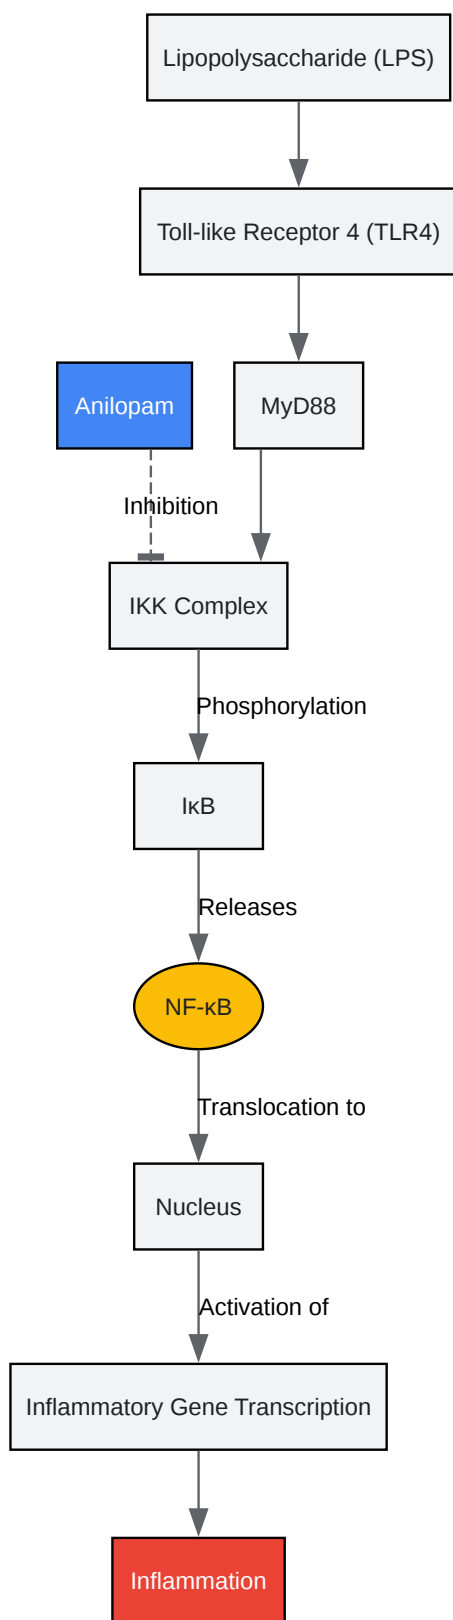 Lipopolysaccharide (LPS)
Toll-like Receptor 4 (TLR4)
Anilopam
MyD88
Inhibition
IKK Complex
Phosphorylation
IκB
Releases
NF-κB
Translocation to
Nucleus
Activation of
Inflammatory Gene Transcription
Inflammation